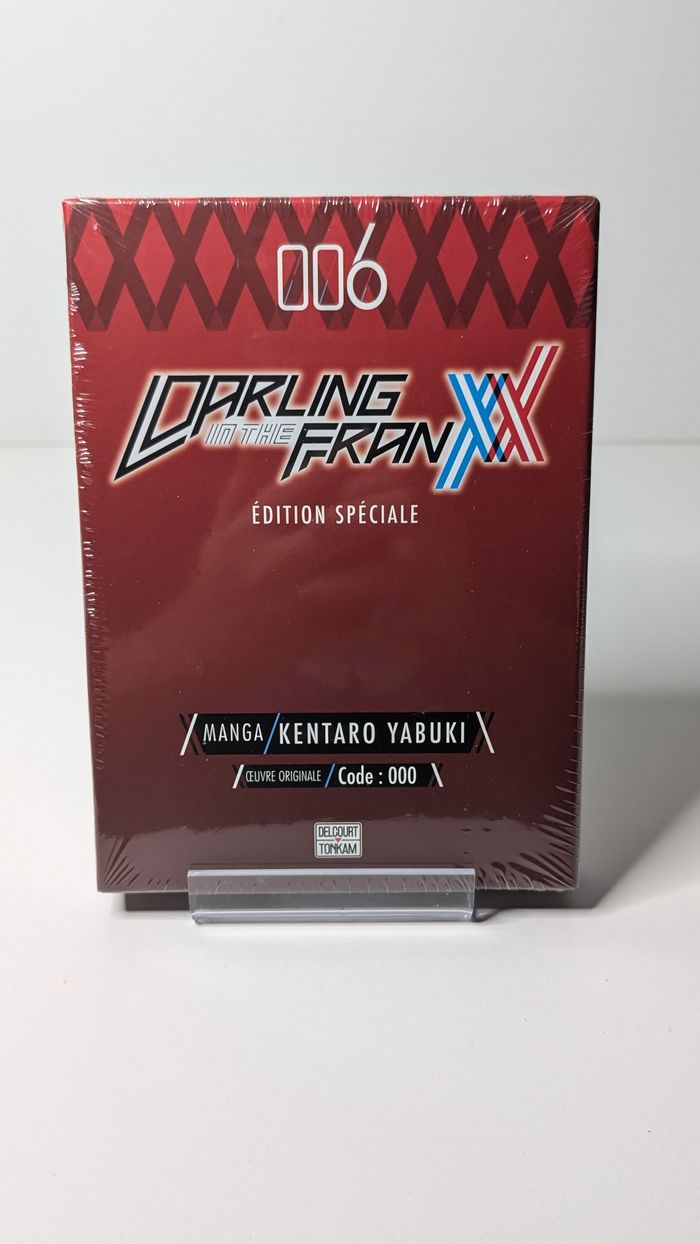 006
DARLING
IN THE FRANXX
ÉDITION SPÉCIALE
MANGA / KENTARO YABUKI
ŒUVRE ORIGINALE / Code : 000
DELCOURT
TONKAM